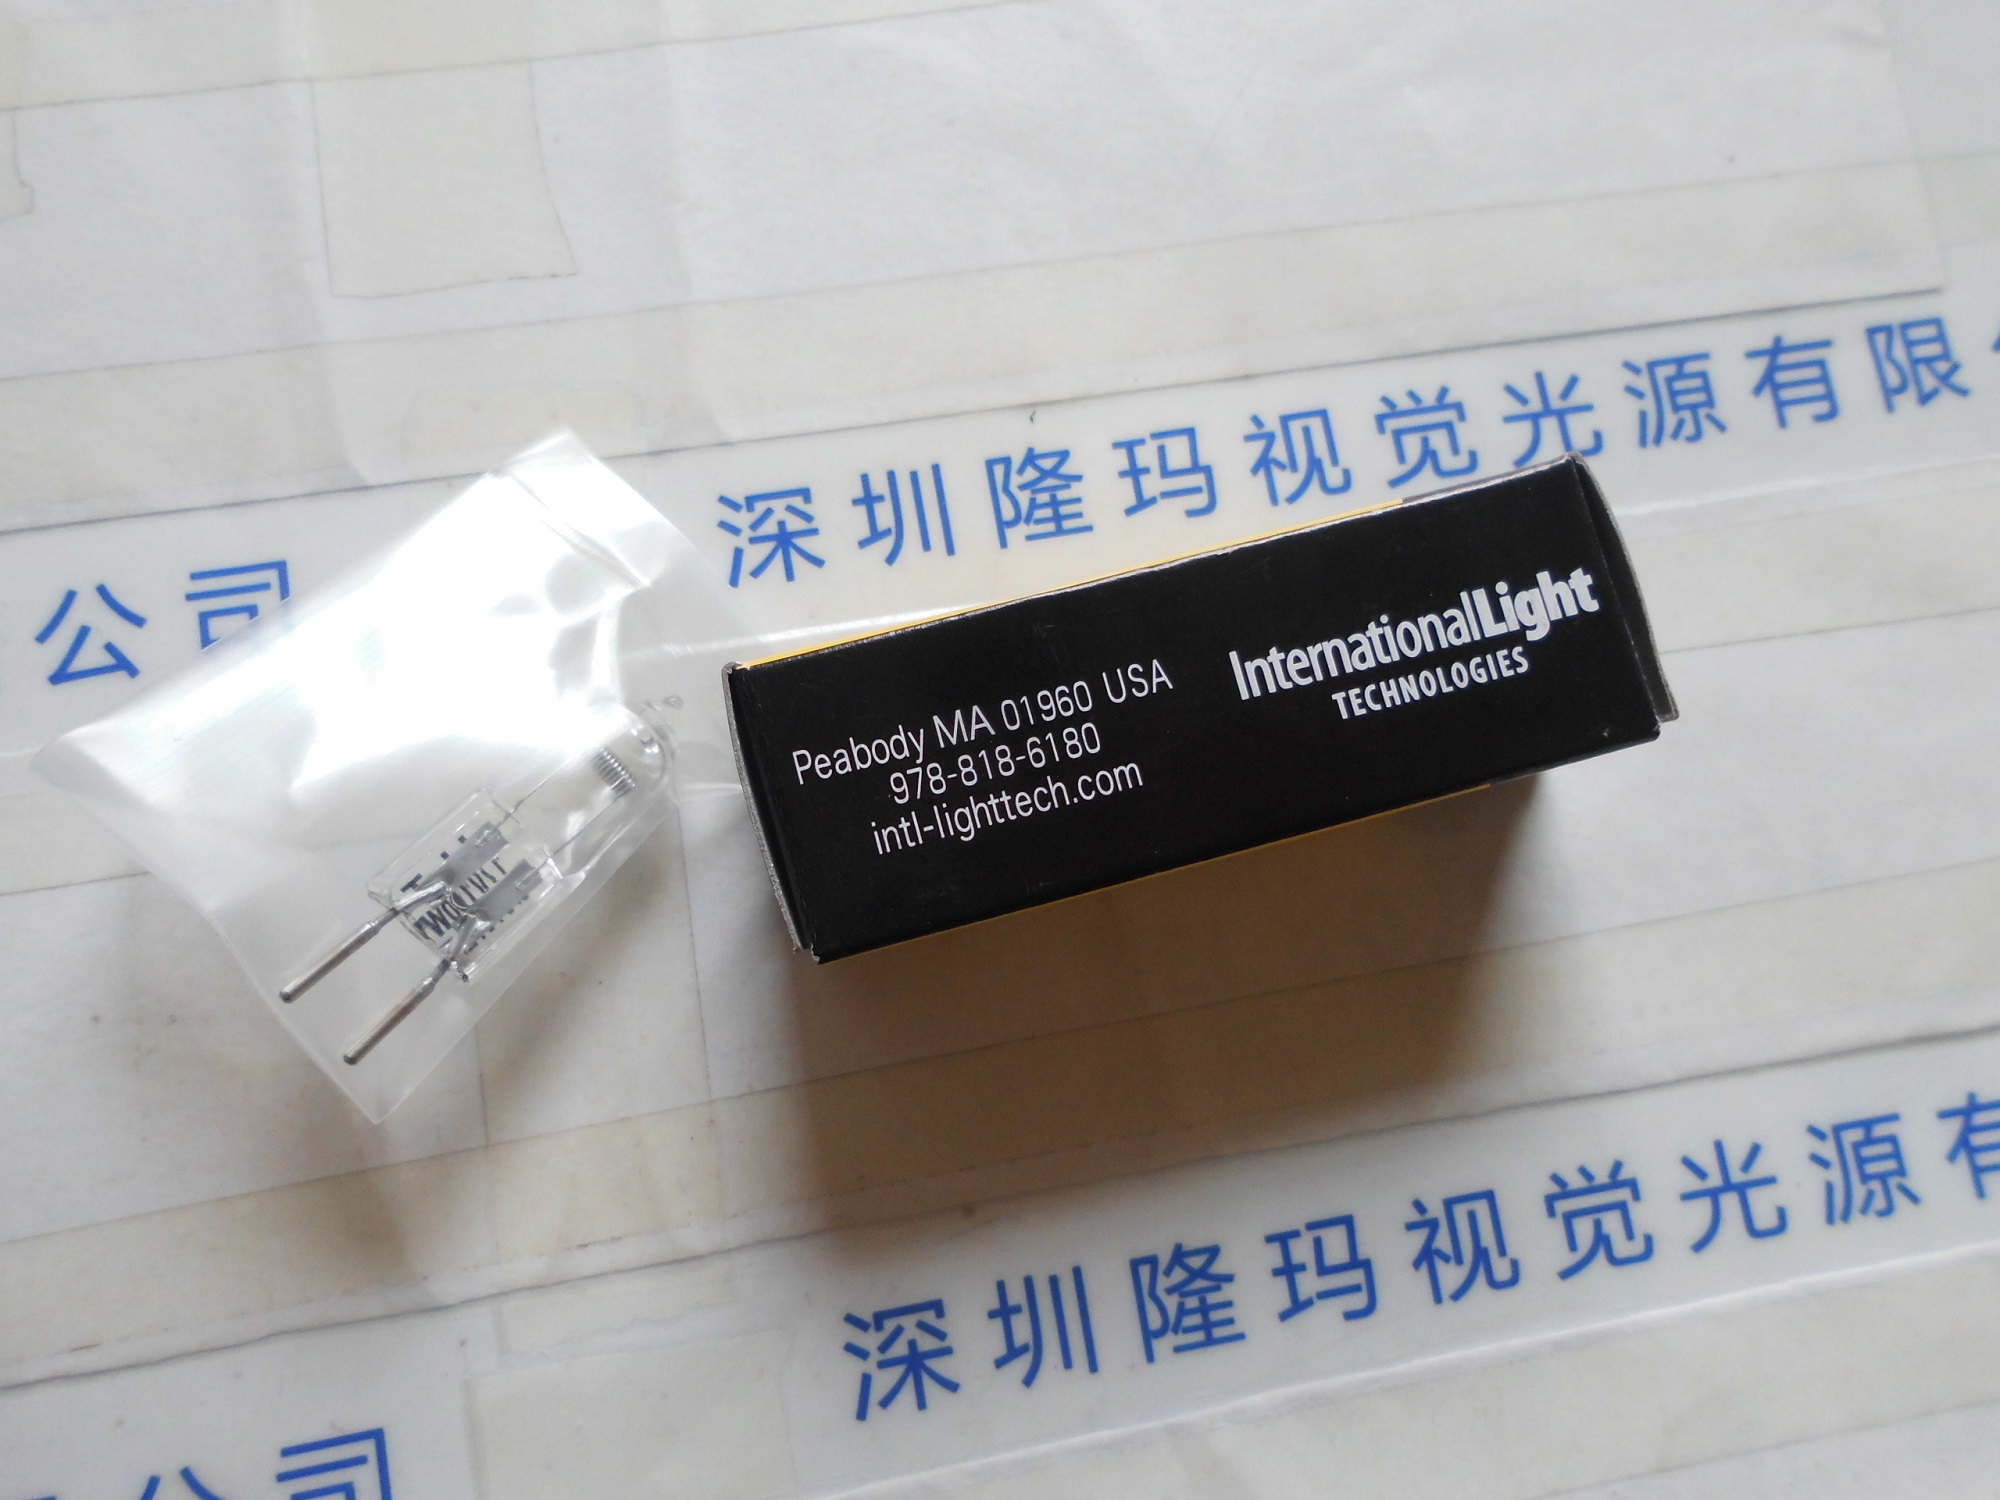 深圳隆玛视觉光源有限
公司
Peabody MA 01960 USA
978-818-6180
intl-lighttech.com
InternationalLight
TECHNOLOGIES
深圳隆玛视觉光源有
公司